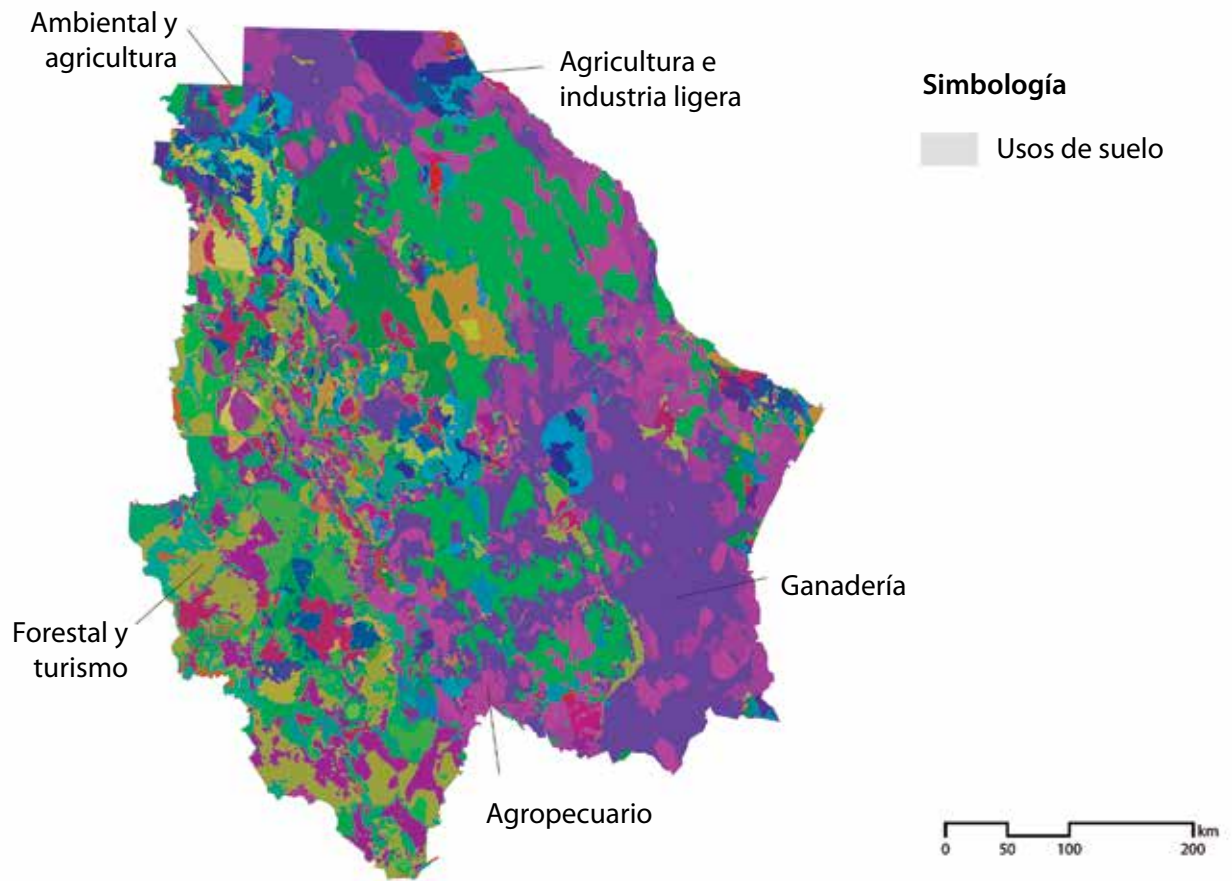 Ambiental y
agricultura
Agricultura e
industria ligera
Simbología
Usos de suelo
Ganadería
Forestal y
turismo
Agropecuario
km
0 50 100 200